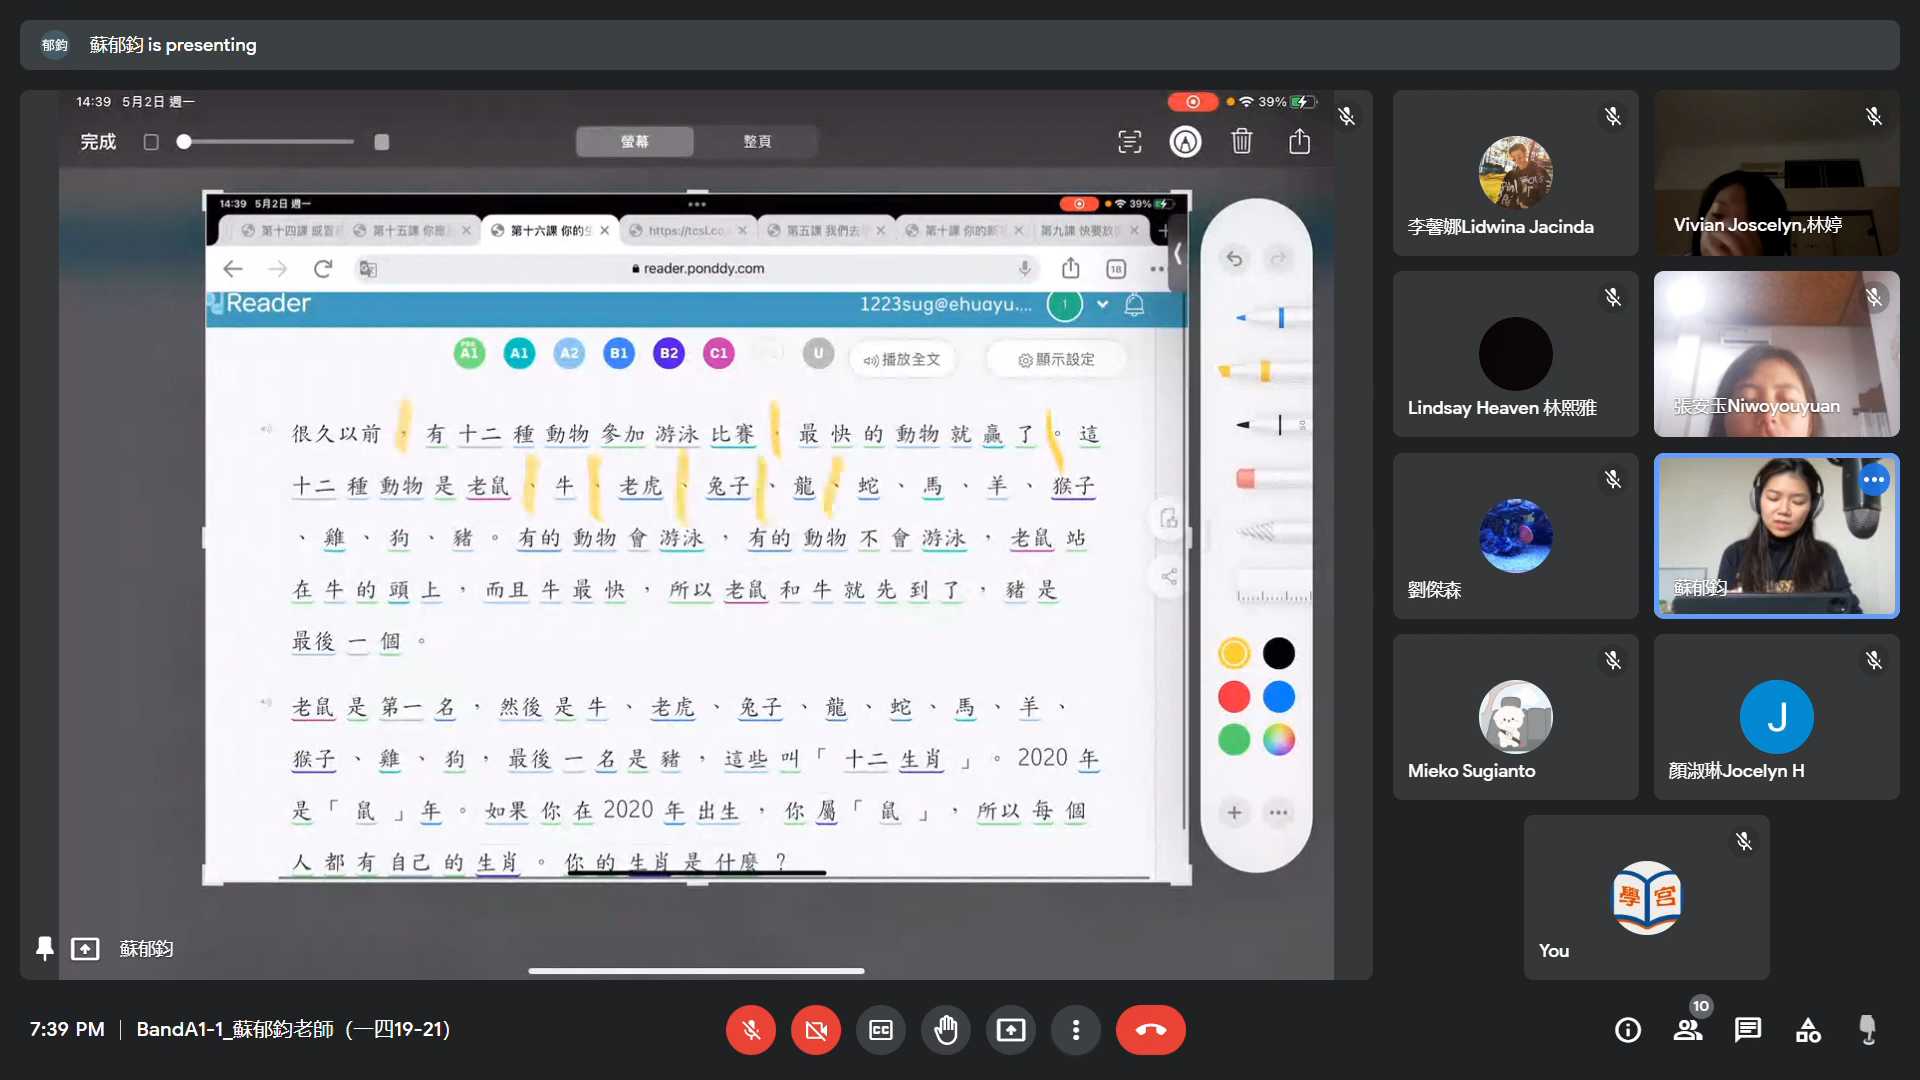 郁鈞
蘇郁鈞 is presenting
14:39 5月2日 週一
39%
完成
螢幕
整頁
14:39 5月2日 週一
39%
第十四課 感冒
第十五課 你應
第十六課 你的生
https://tcsl.co
第五課 我們去
第十課 你的新
第九課 快要放
reader.ponddy.com
18
Reader
1223sug@ehuayu....
1
PRE A1
A1
A2
B1
B2
C1
U
播放全文
顯示設定
很久以前，有十二種動物參加游泳比賽，最快的動物就贏了。這
十二種動物是老鼠、牛、老虎、兔子、龍、蛇、馬、羊、猴子
、雞、狗、豬。有的動物會游泳，有的動物不會游泳，老鼠站
在牛的頭上，而且牛最快，所以老鼠和牛就先到了，豬是
最後一個。
老鼠是第一名，然後是牛、老虎、兔子、龍、蛇、馬、羊、
猴子、雞、狗，最後一名是豬，這些叫「十二生肖」。2020年
是「鼠」年。如果你在2020年出生，你屬「鼠」，所以每個
人都有自己的生肖。你的生肖是什麼？
50
蘇郁鈞
李馨娜Lidwina Jacinda
Vivian Joscelyn,林婷
Lindsay Heaven 林熙雅
張安玉Niwoyouyuan
劉傑森
蘇郁鈞
Mieko Sugianto
J
顏淑琳Jocelyn H
學宮
You
7:39 PM | BandA1-1_蘇郁鈞老師（一四19-21)
CC
10